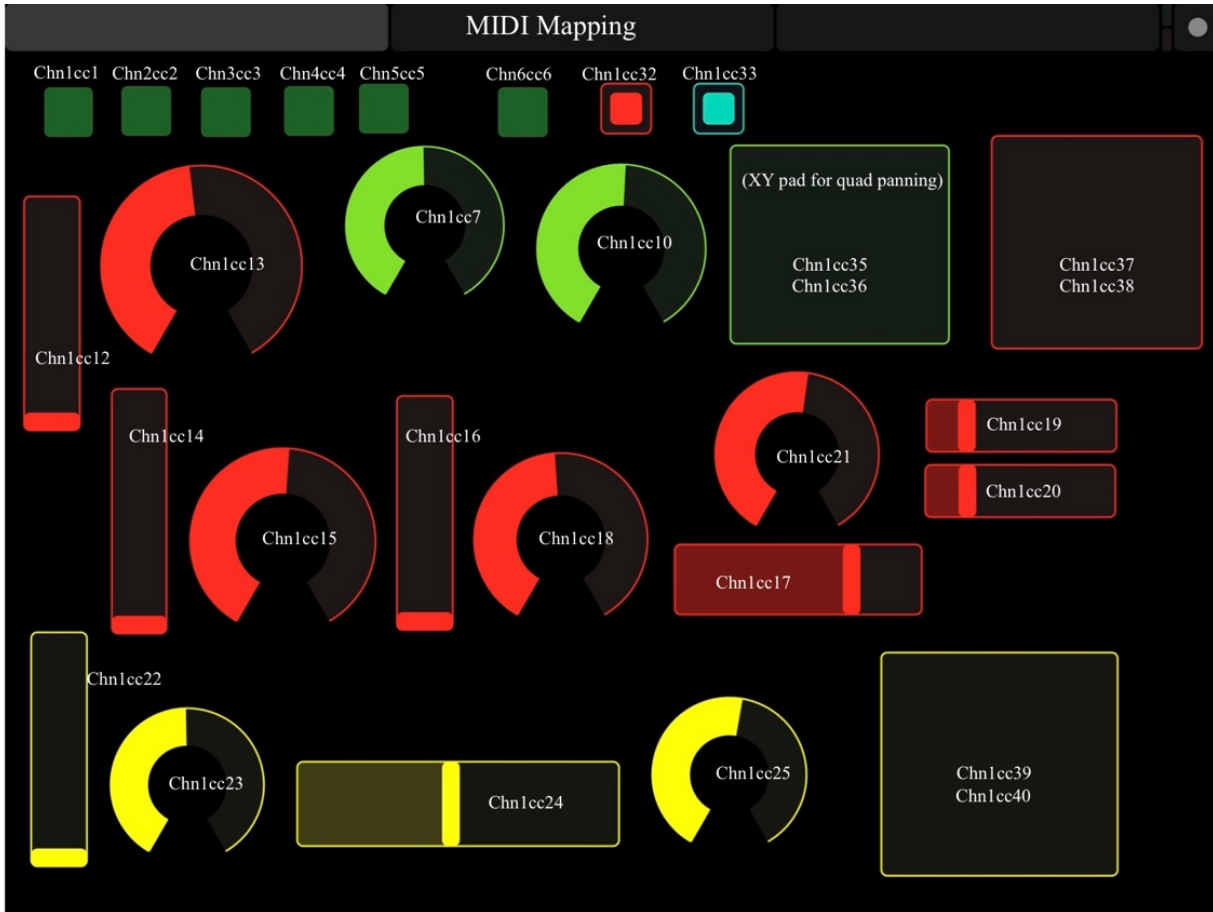 MIDI Mapping
Chn1cc1 Chn2cc2 Chn3cc3 Chn4cc4 Chn5cc5 Chn6cc6 Chn1cc32 Chn1cc33
(XY pad for quad panning)
Chn1cc7
Chn1cc10
Chn1cc13
Chn1cc35
Chn1cc36
Chn1cc37
Chn1cc38
Chn1cc12
Chn1cc14
Chn1cc16
Chn1cc19
Chn1cc21
Chn1cc20
Chn1cc15
Chn1cc18
Chn1cc17
Chn1cc22
Chn1cc23
Chn1cc24
Chn1cc25
Chn1cc39
Chn1cc40